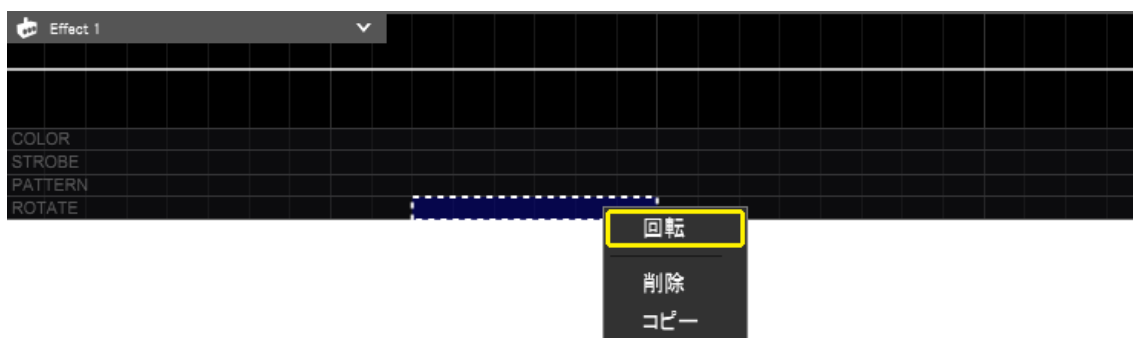 Effect 1
COLOR
STROBE
PATTERN
ROTATE
回転
削除
コピー